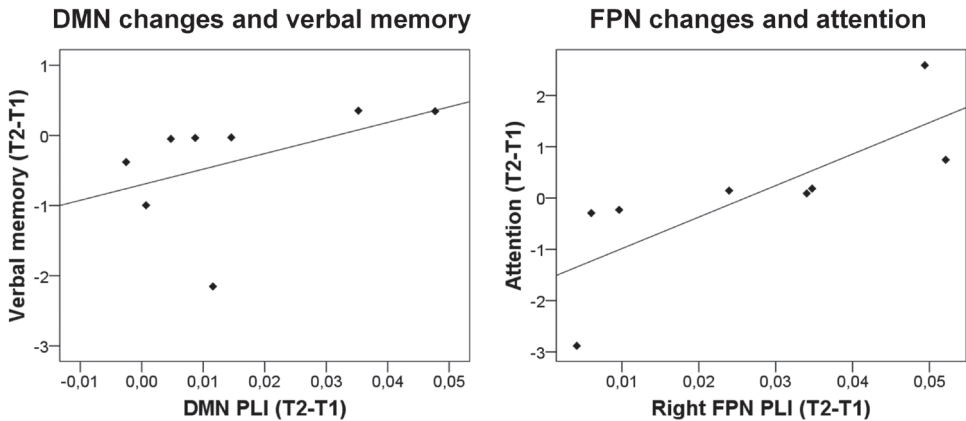 DMN changes and verbal memory
1
0
-1
-2
-3
Verbal memory (T2-T1)
-0,01 0,00 0,01 0,02 0,03 0,04 0,05
DMN PLI (T2-T1)
FPN changes and attention
2
1
0
-1
-2
-3
Attention (T2-T1)
0,01 0,02 0,03 0,04 0,05
Right FPN PLI (T2-T1)